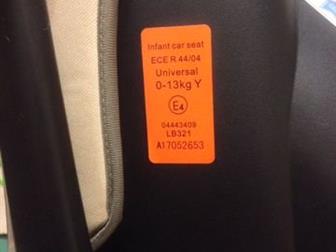 Infant car seat
ECE R 44/04
Universal
0-13kg Y
E4
04443409
LB321
A17052653